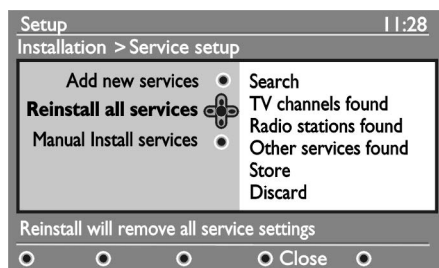 Setup 11:28
Installation > Service setup
Add new services
Reinstall all services
Manual Install services
Search
TV channels found
Radio stations found
Other services found
Store
Discard
Reinstall will remove all service settings
Close